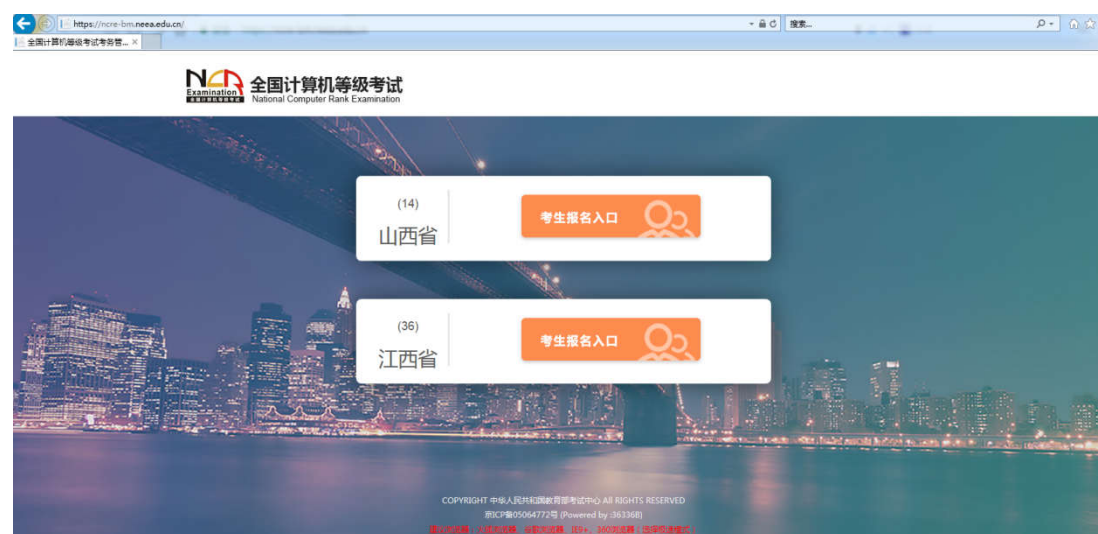 https://ncre-bm.neea.edu.cn/
搜索...
全国计算机等级考试考务管...
NCR
Examination
全国计算机等级考试
National Computer Rank Examination
(14)
山西省
考生报名入口
(36)
江西省
考生报名入口
COPYRIGHT 中华人民共和国教育部考试中心 All RIGHTS RESERVED
京ICP备05064772号 (Powered by :36336B)